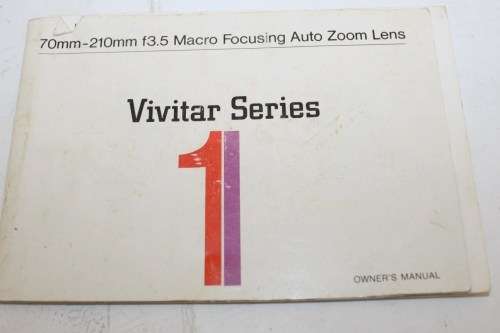 70mm-210mm f3.5 Macro Focusing Auto Zoom Lens
Vivitar Series
1
OWNER'S MANUAL